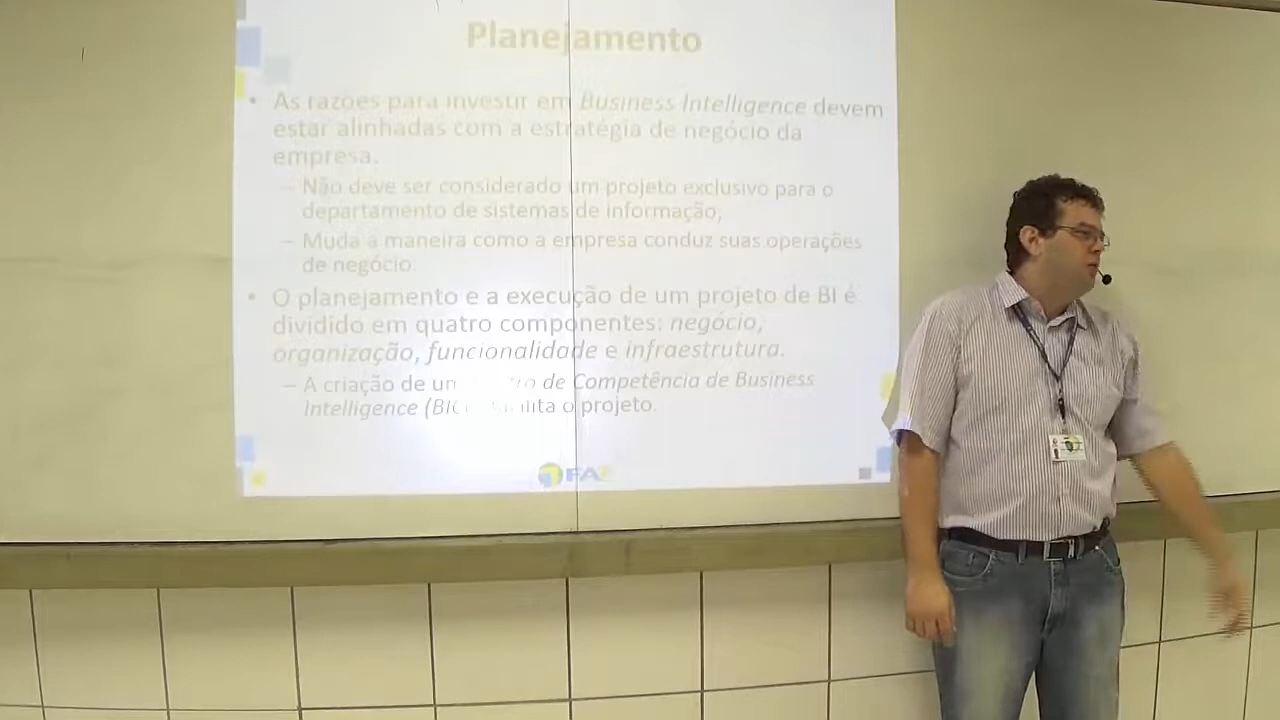 Planejamento
• As razões para investir em Business Intelligence devem
estar alinhadas com a estratégia de negócio da
empresa.
– Não deve ser considerado um projeto exclusivo para o
departamento de sistemas de informação;
– Muda a maneira como a empresa conduz suas operações
de negócio.
• O planejamento e a execução de um projeto de BI é
dividido em quatro componentes: negócio,
organização, funcionalidade e infraestrutura.
– A criação de um de Competência de Business
Intelligence o projeto.